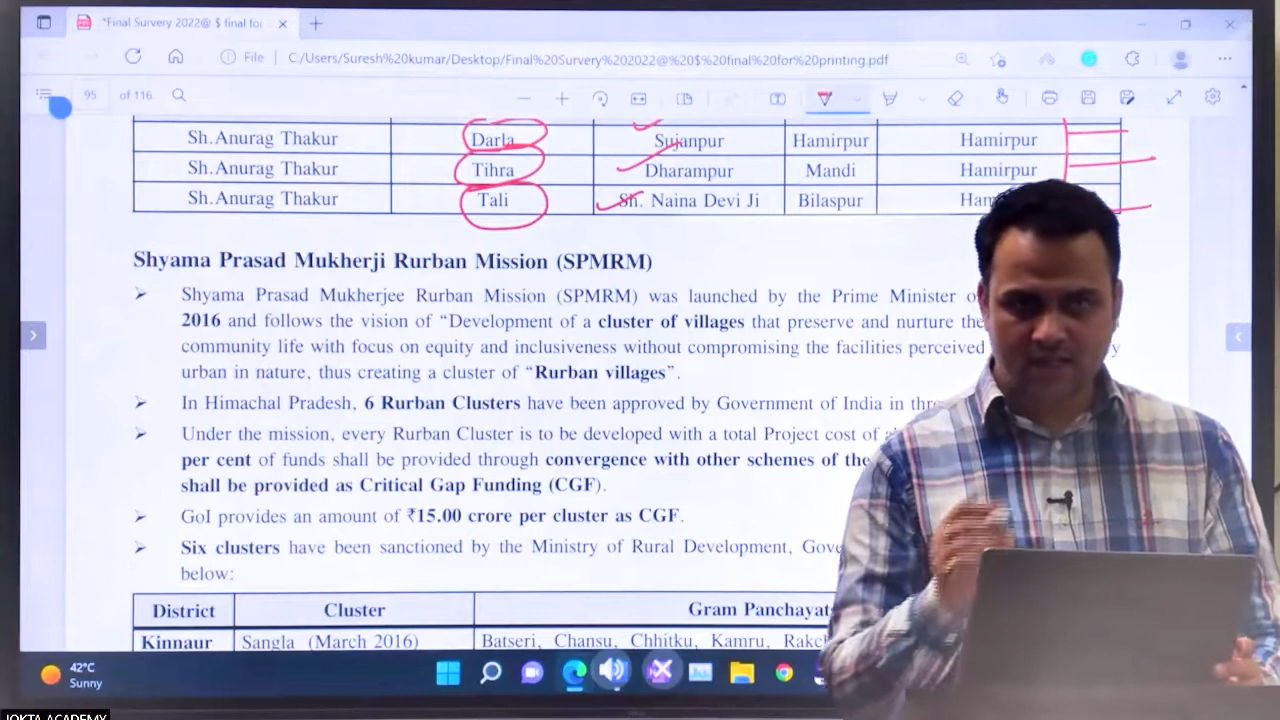 *Final Survery 2022@ $ final for
File C:/Users/Suresh%20kumar/Desktop/Final%20Survery%202022@%20$%20final%20for%20printing.pdf
95 of 116
Sh.Anurag Thakur Darla Sujanpur Hamirpur Hamirpur
Sh.Anurag Thakur Tihra Dharampur Mandi Hamirpur
Sh.Anurag Thakur Tali Sh. Naina Devi Ji Bilaspur
Shyama Prasad Mukherji Rurban Mission (SPMRM)
➢ Shyama Prasad Mukherjee Rurban Mission (SPMRM) was launched by the Prime Minister
2016 and follows the vision of "Development of a cluster of villages that preserve and nurture the
community life with focus on equity and inclusiveness without compromising the facilities perceived
urban in nature, thus creating a cluster of "Rurban villages".
➢ In Himachal Pradesh, 6 Rurban Clusters have been approved by Government of India in
➢ Under the mission, every Rurban Cluster is to be developed with a total Project cost of
per cent of funds shall be provided through convergence with other schemes of the
shall be provided as Critical Gap Funding (CGF).
➢ GoI provides an amount of ₹15.00 crore per cluster as CGF.
➢ Six clusters have been sanctioned by the Ministry of Rural Development,
below:
District Cluster Gram Panchayat
Kinnaur Sangla (March 2016) Batseri, Chansu, Chhitku, Kamru,
42°C
Sunny
JOKTA ACADEMY